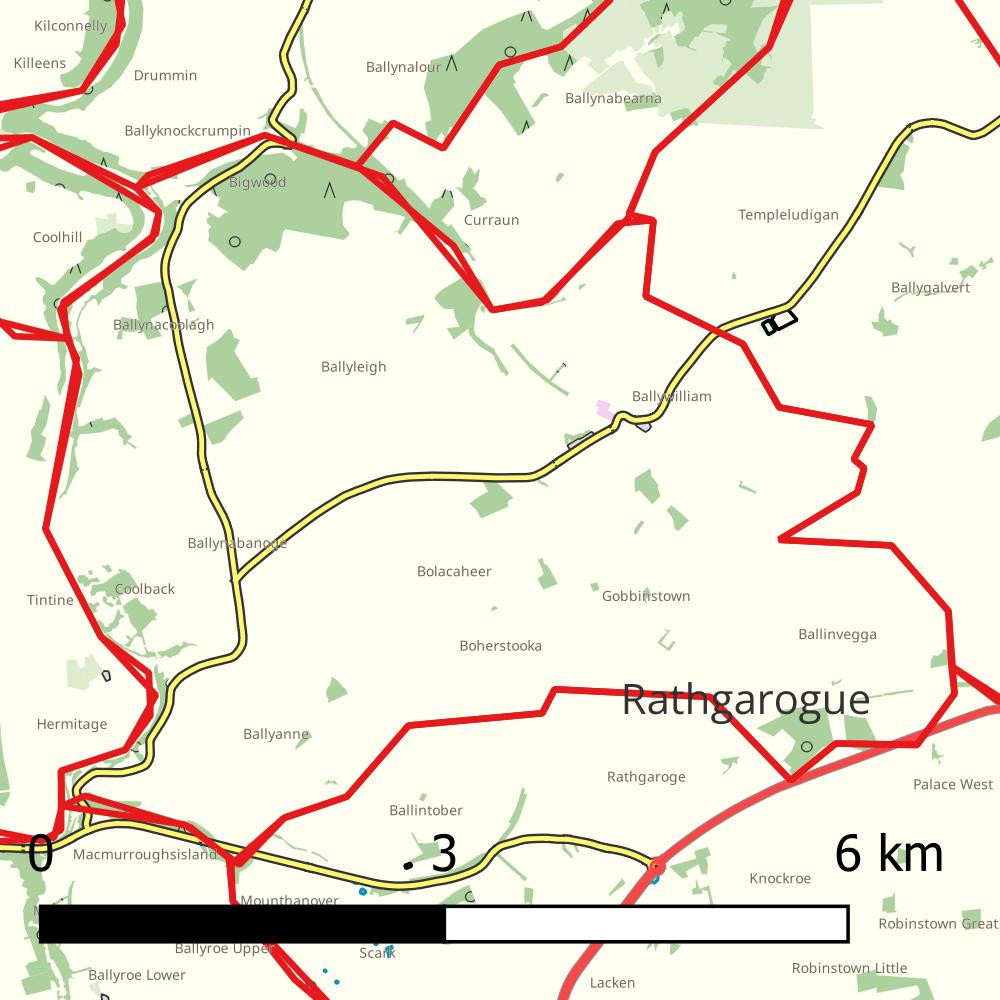 Kilconnelly
Killeens
Ballynalour
Drummin
Ballynabearna
Ballyknockcrumpin
Bigwood
Templeludigan
Curraun
Coolhill
Ballygalvert
Ballynacoolagh
Ballyleigh
Ballywilliam
Ballynabanoge
Bolacaheer
Coolback
Gobbinstown
Tintine
Ballinvegga
Boherstooka
Rathgarogue
Hermitage
Ballyanne
Rathgaroge
Palace West
Ballintober
0
3
6 km
Macmurroughsisland
Knockroe
Mounthanover
Robinstown Great
Ballyroe Upper
Scark
Robinstown Little
Ballyroe Lower
Lacken